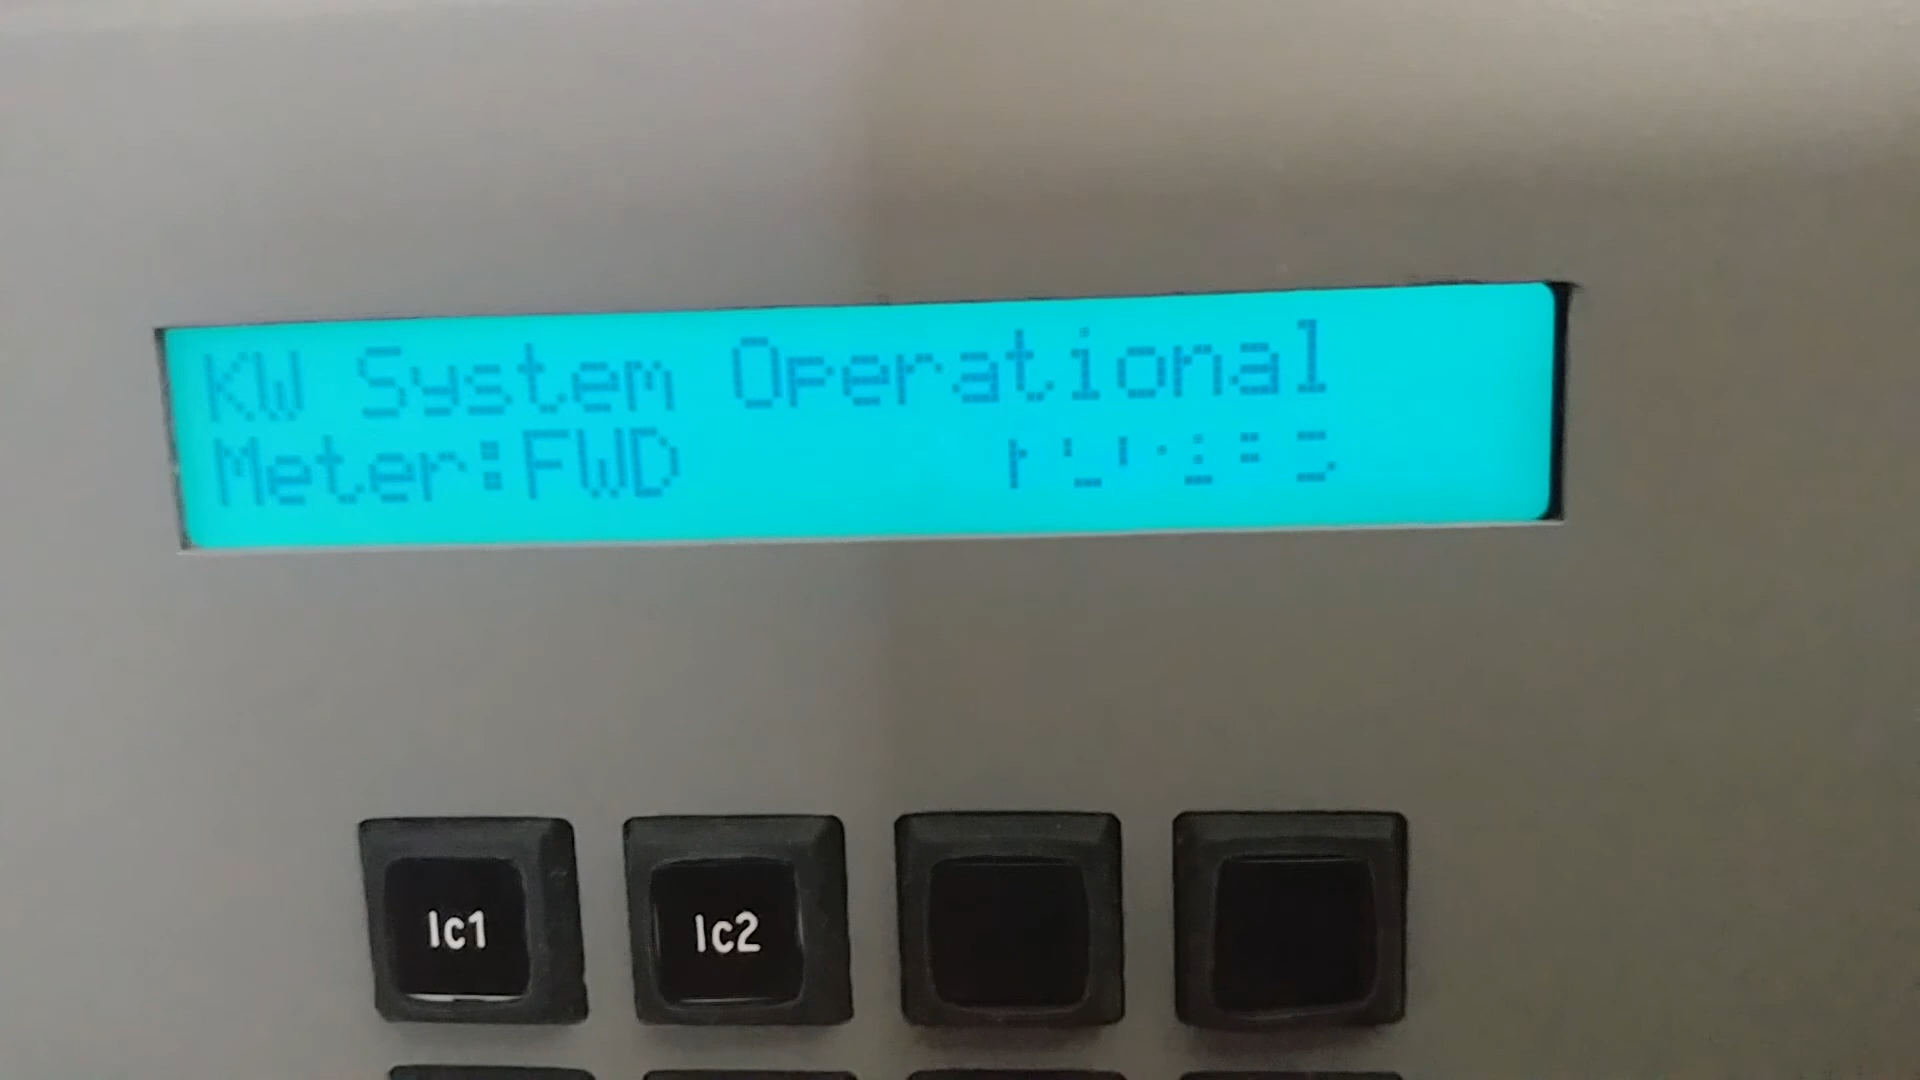 KW System Operational
Meter:FWD
Ic1
Ic2